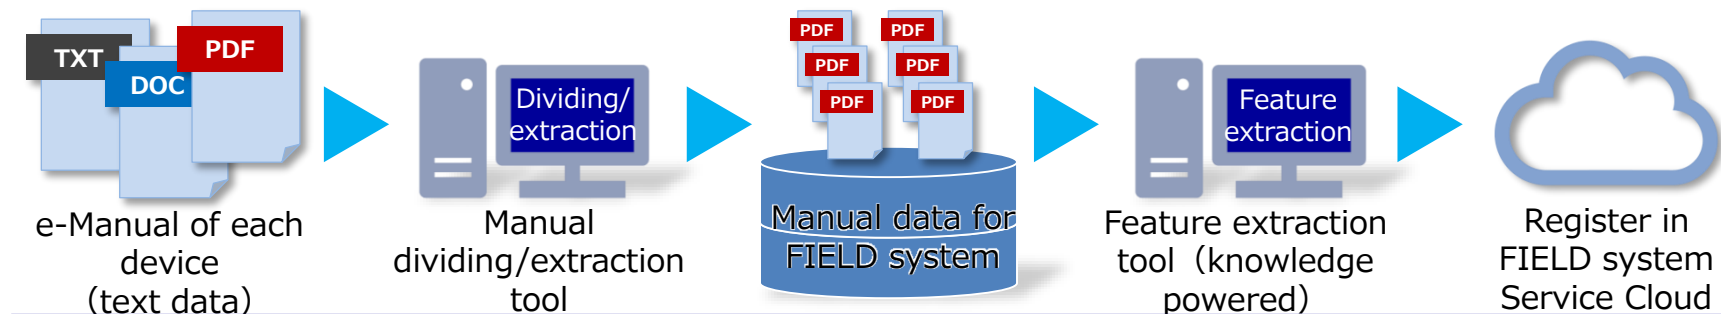 TXT
DOC
PDF
e-Manual of each
device
（text data）
Dividing/
extraction
Manual
dividing/extraction
tool
PDF
PDF
PDF
PDF
PDF
PDF
Manual data for
FIELD system
Feature
extraction
Feature extraction
tool（knowledge
powered）
Register in
FIELD system
Service Cloud